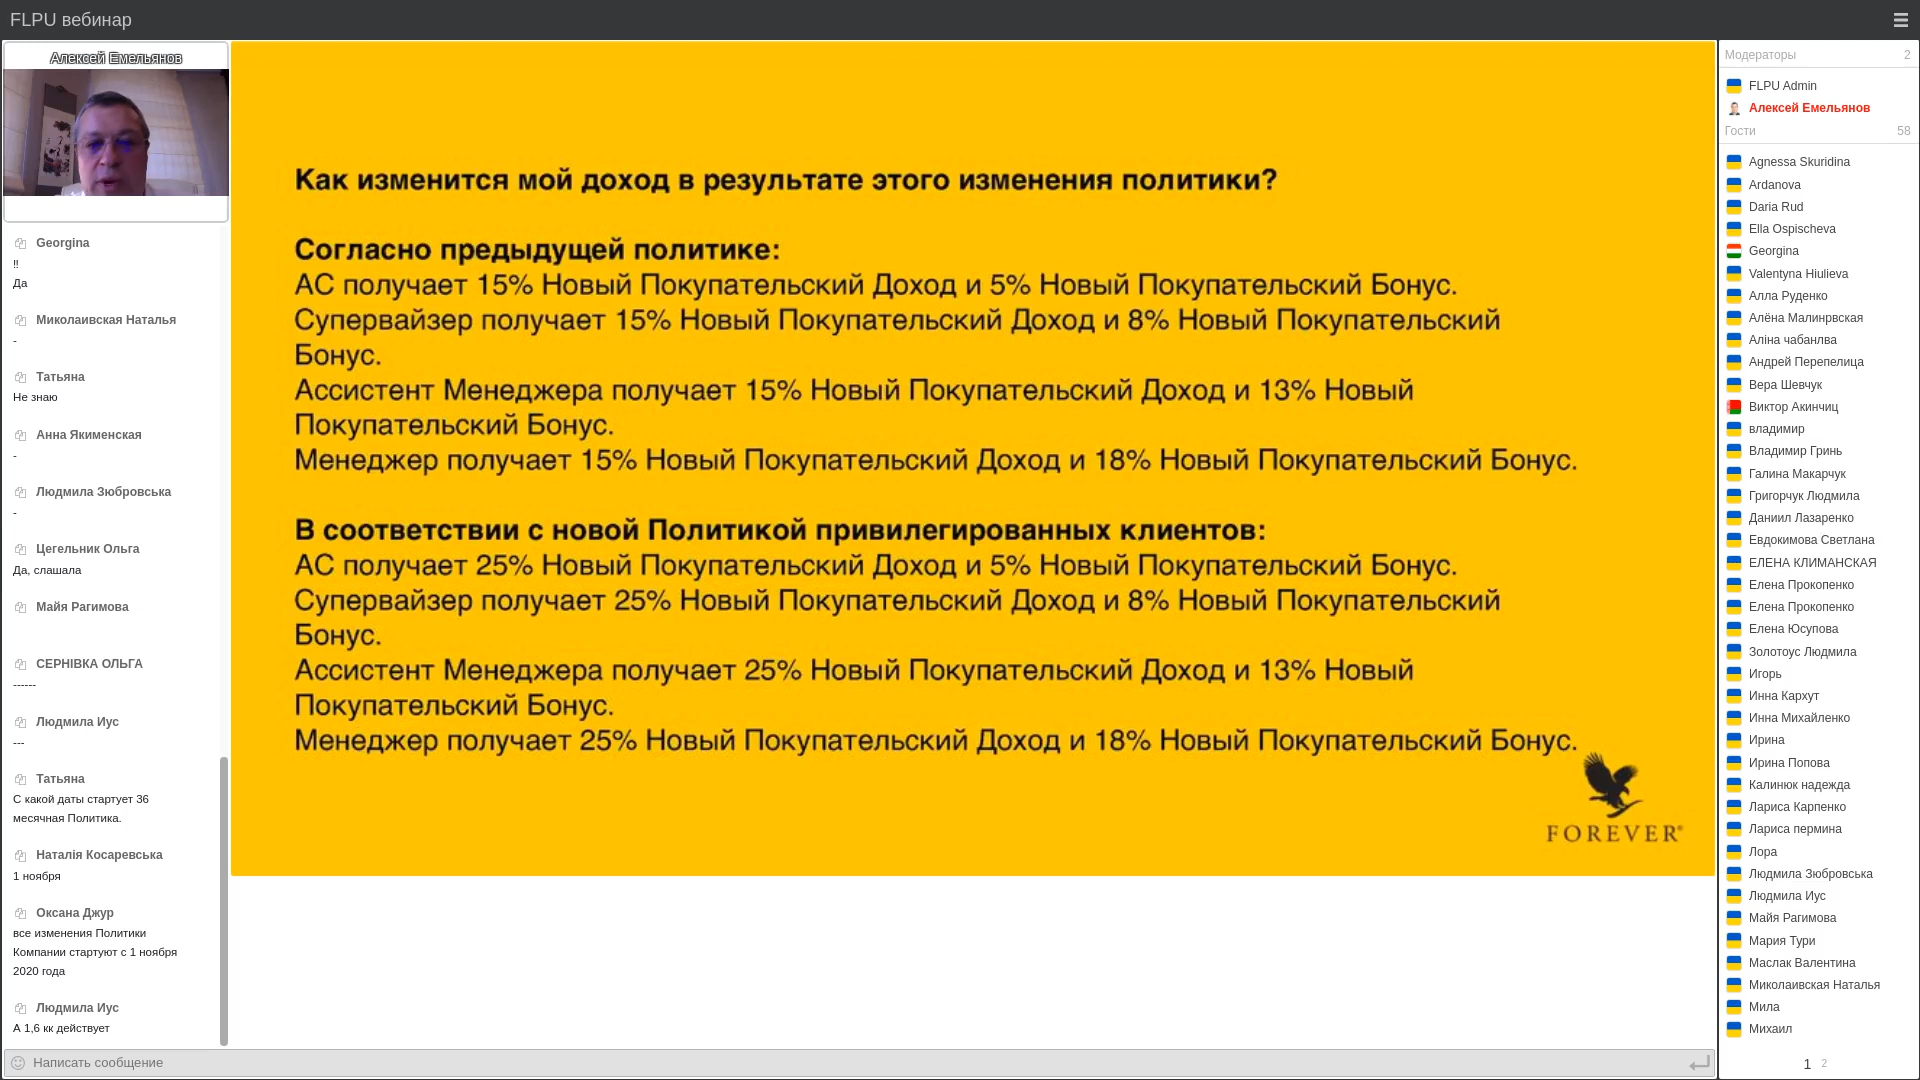 FLPU вебинар
Алексей Емельянов
Georgina
!!
Да
Миколаивская Наталья
-
Татьяна
Не знаю
Анна Якименская
-
Людмила Зюбровська
-
Цегельник Ольга
Да, слашала
Майя Рагимова
СЕРНІВКА ОЛЬГА
------
Людмила Иус
---
Татьяна
С какой даты стартует 36
месячная Политика.
Наталія Косаревська
1 ноября
Оксана Джур
все изменения Политики
Компании стартуют с 1 ноября
2020 года
Людмила Иус
А 1,6 кк действует
Написать сообщение
Как изменится мой доход в результате этого изменения политики?
Согласно предыдущей политике:
АС получает 15% Новый Покупательский Доход и 5% Новый Покупательский Бонус.
Супервайзер получает 15% Новый Покупательский Доход и 8% Новый Покупательский
Бонус.
Ассистент Менеджера получает 15% Новый Покупательский Доход и 13% Новый
Покупательский Бонус.
Менеджер получает 15% Новый Покупательский Доход и 18% Новый Покупательский Бонус.
В соответствии с новой Политикой привилегированных клиентов:
АС получает 25% Новый Покупательский Доход и 5% Новый Покупательский Бонус.
Супервайзер получает 25% Новый Покупательский Доход и 8% Новый Покупательский
Бонус.
Ассистент Менеджера получает 25% Новый Покупательский Доход и 13% Новый
Покупательский Бонус.
Менеджер получает 25% Новый Покупательский Доход и 18% Новый Покупательский Бонус.
FOREVER®
Модераторы 2
FLPU Admin
Алексей Емельянов
Гости 58
Agnessa Skuridina
Ardanova
Daria Rud
Ella Ospischeva
Georgina
Valentyna Hiulieva
Алла Руденко
Алёна Малинрвская
Аліна чабанлва
Андрей Перепелица
Вера Шевчук
Виктор Акинчиц
владимир
Владимир Гринь
Галина Макарчук
Григорчук Людмила
Даниил Лазаренко
Евдокимова Светлана
ЕЛЕНА КЛИМАНСКАЯ
Елена Прокопенко
Елена Прокопенко
Елена Юсупова
Золотоус Людмила
Игорь
Инна Кархут
Инна Михайленко
Ирина
Ирина Попова
Калинюк надежда
Лариса Карпенко
Лариса пермина
Лора
Людмила Зюбровська
Людмила Иус
Майя Рагимова
Мария Тури
Маслак Валентина
Миколаивская Наталья
Мила
Михаил
1 2